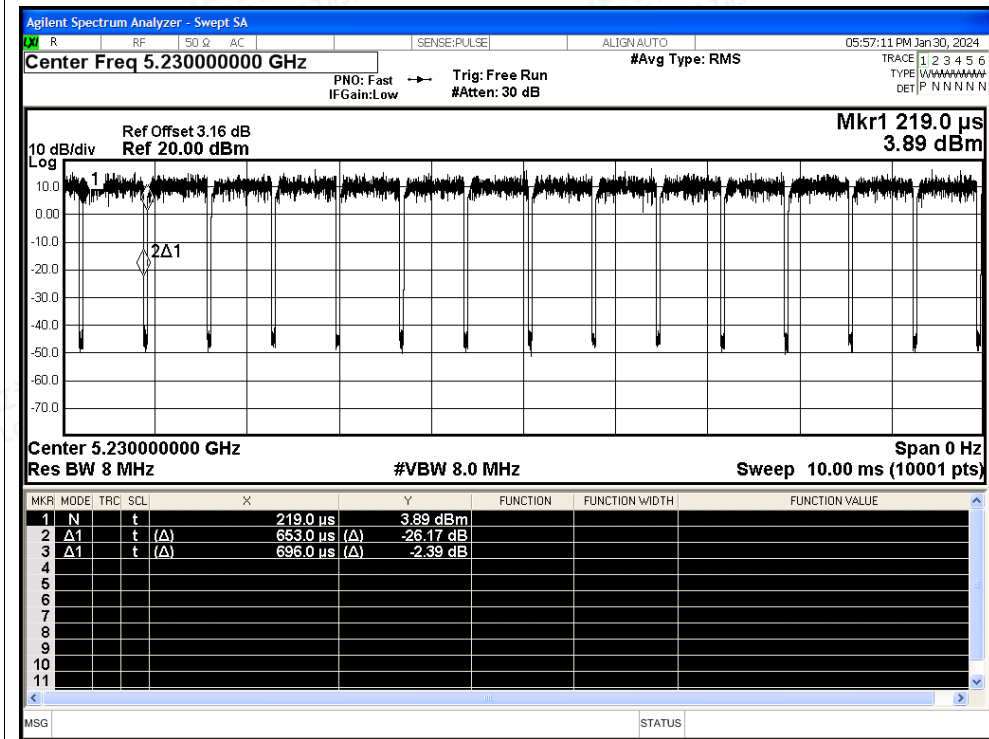 Agilent Spectrum Analyzer - Swept SA
LXI R RF 50 Ω AC SENSE:PULSE ALIGN AUTO 05:57:11 PM Jan 30, 2024
Center Freq 5.230000000 GHz #Avg Type: RMS TRACE 1 2 3 4 5 6
PNO: Fast Trig: Free Run TYPE WWWWWW
IFGain:Low #Atten: 30 dB DET P N N N N N
Mkr1 219.0 µs
3.89 dBm
Ref Offset 3.16 dB
10 dB/div Ref 20.00 dBm
Log
10.0
0.00
-10.0
-20.0
-30.0
-40.0
-50.0
-60.0
-70.0
1
2Δ1
Center 5.230000000 GHz Span 0 Hz
Res BW 8 MHz #VBW 8.0 MHz Sweep 10.00 ms (10001 pts)
MKR MODE TRC SCL X Y FUNCTION FUNCTION WIDTH FUNCTION VALUE
1 N t 219.0 µs 3.89 dBm
2 Δ1 t (Δ) 653.0 µs (Δ) -26.17 dB
3 Δ1 t (Δ) 696.0 µs (Δ) -2.39 dB
4
5
6
7
8
9
10
11
MSG STATUS